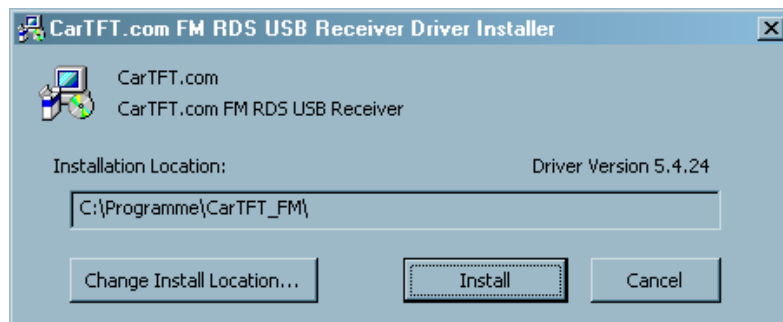 CarTFT.com FM RDS USB Receiver Driver Installer
CarTFT.com
CarTFT.com FM RDS USB Receiver
Installation Location: Driver Version 5.4.24
C:\Programme\CarTFT_FM\
Change Install Location... Install Cancel